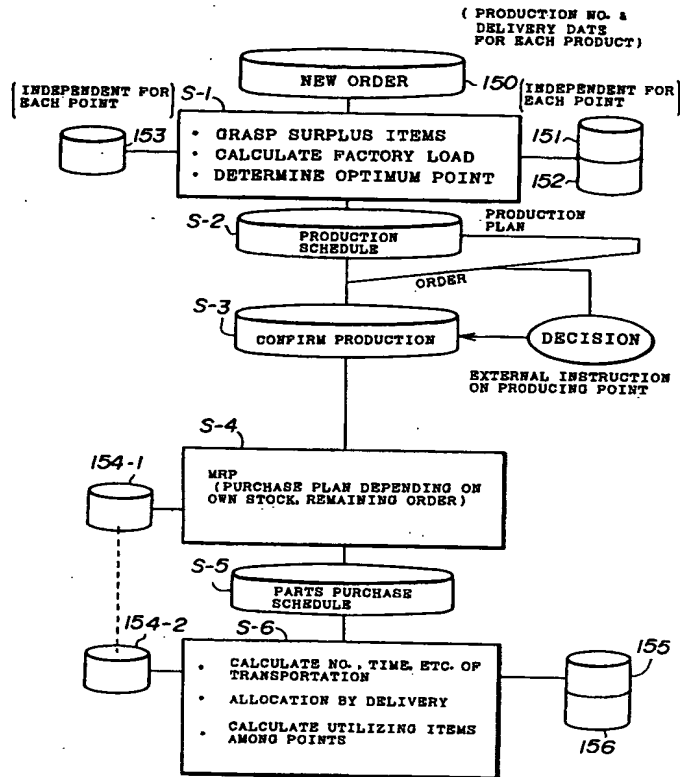 ( PRODUCTION NO. &
DELIVERY DATE
FOR EACH PRODUCT)
NEW ORDER
150
[INDEPENDENT FOR
EACH POINT]
S-1
[INDEPENDENT FOR
EACH POINT]
153
• GRASP SURPLUS ITEMS
• CALCULATE FACTORY LOAD
• DETERMINE OPTIMUM POINT
151
152
S-2
PRODUCTION
SCHEDULE
PRODUCTION
PLAN
ORDER
S-3
CONFIRM PRODUCTION
DECISION
EXTERNAL INSTRUCTION
ON PRODUCING POINT
S-4
154-1
MRP
(PURCHASE PLAN DEPENDING ON
OWN STOCK. REMAINING ORDER)
S-5
PARTS PURCHASE
SCHEDULE
154-2
S-6
• CALCULATE NO., TIME, ETC. OF
TRANSPORTATION
• ALLOCATION BY DELIVERY
• CALCULATE UTILIZING ITEMS
AMONG POINTS
155
156